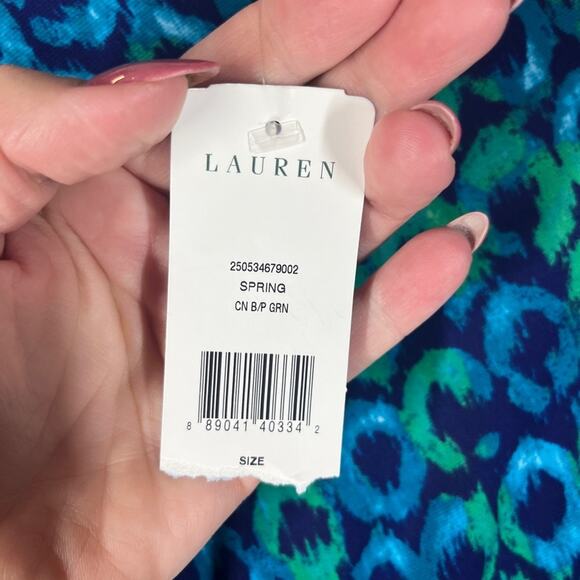 LAUREN
250534679002
SPRING
CN B/P GRN
8 89041 40334 2
SIZE